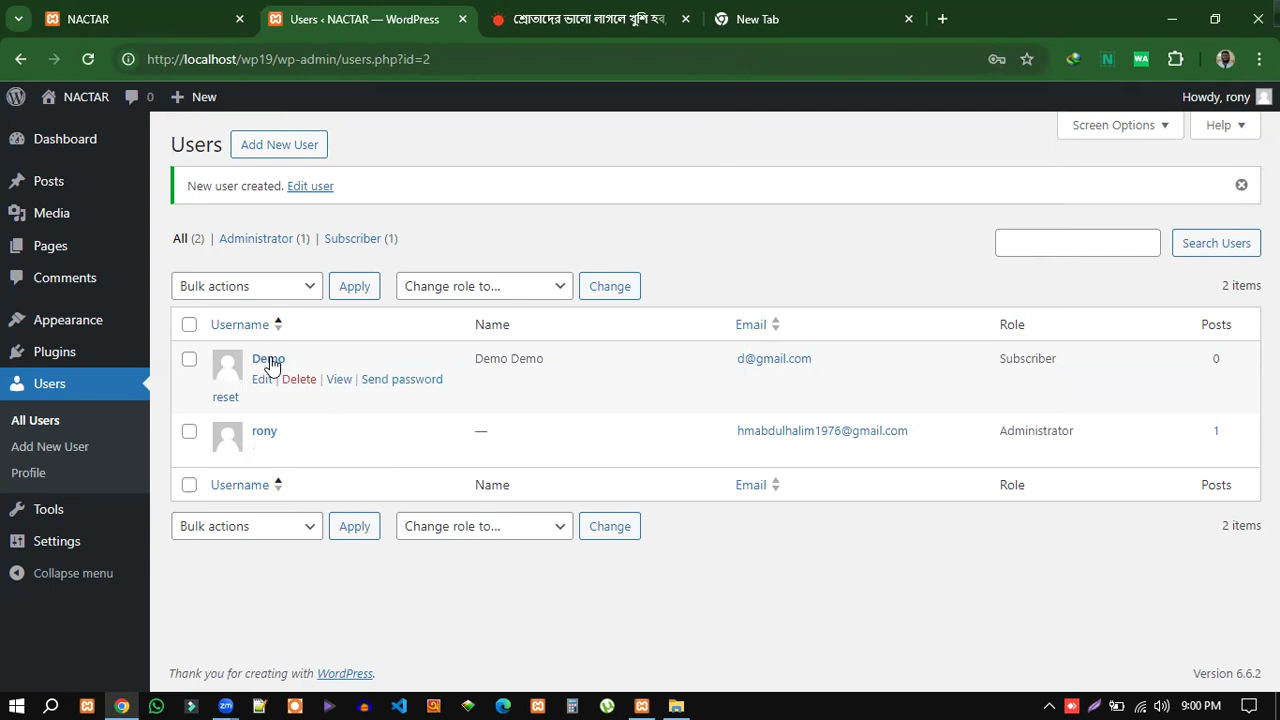 NACTAR
Users ‹ NACTAR — WordPress
শ্রোতাদের ভালো লাগলে খুশি হব,
New Tab
http://localhost/wp19/wp-admin/users.php?id=2
NACTAR
0
New
Howdy, rony
Dashboard
Posts
Media
Pages
Comments
Appearance
Plugins
Users
All Users
Add New User
Profile
Tools
Settings
Collapse menu
Screen Options
Help
Users
Add New User
New user created. Edit user
All (2) | Administrator (1) | Subscriber (1)
Search Users
Bulk actions
Apply
Change role to...
Change
2 items
Username
Name
Email
Role
Posts
Demo
Demo Demo
d@gmail.com
Subscriber
0
Edit | Delete | View | Send password
reset
rony
—
hmabdulhalim1976@gmail.com
Administrator
1
Username
Name
Email
Role
Posts
Bulk actions
Apply
Change role to...
Change
2 items
Thank you for creating with WordPress.
Version 6.6.2
9:00 PM